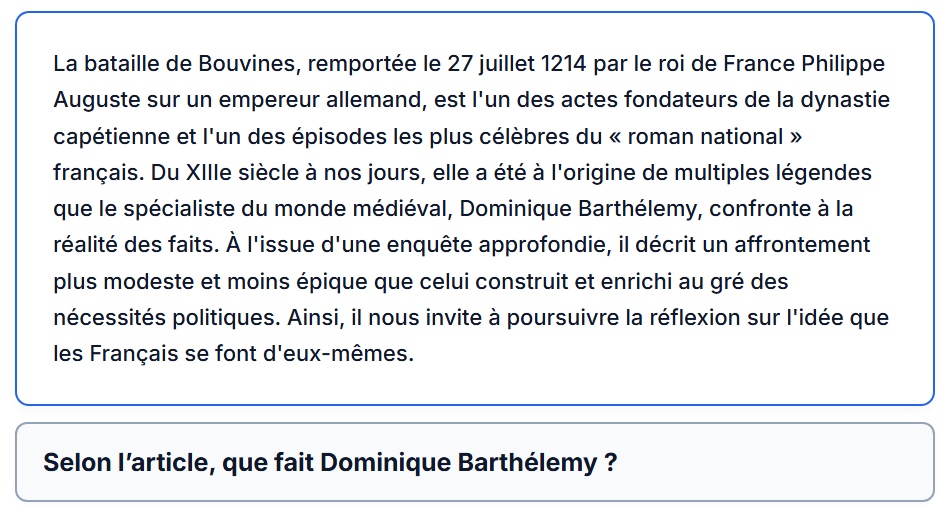 La bataille de Bouvines, remportée le 27 juillet 1214 par le roi de France Philippe
Auguste sur un empereur allemand, est l'un des actes fondateurs de la dynastie
capétienne et l'un des épisodes les plus célèbres du « roman national »
français. Du XIIIe siècle à nos jours, elle a été à l'origine de multiples légendes
que le spécialiste du monde médiéval, Dominique Barthélemy, confronte à la
réalité des faits. À l'issue d'une enquête approfondie, il décrit un affrontement
plus modeste et moins épique que celui construit et enrichi au gré des
nécessités politiques. Ainsi, il nous invite à poursuivre la réflexion sur l'idée que
les Français se font d'eux-mêmes.
Selon l’article, que fait Dominique Barthélemy ?